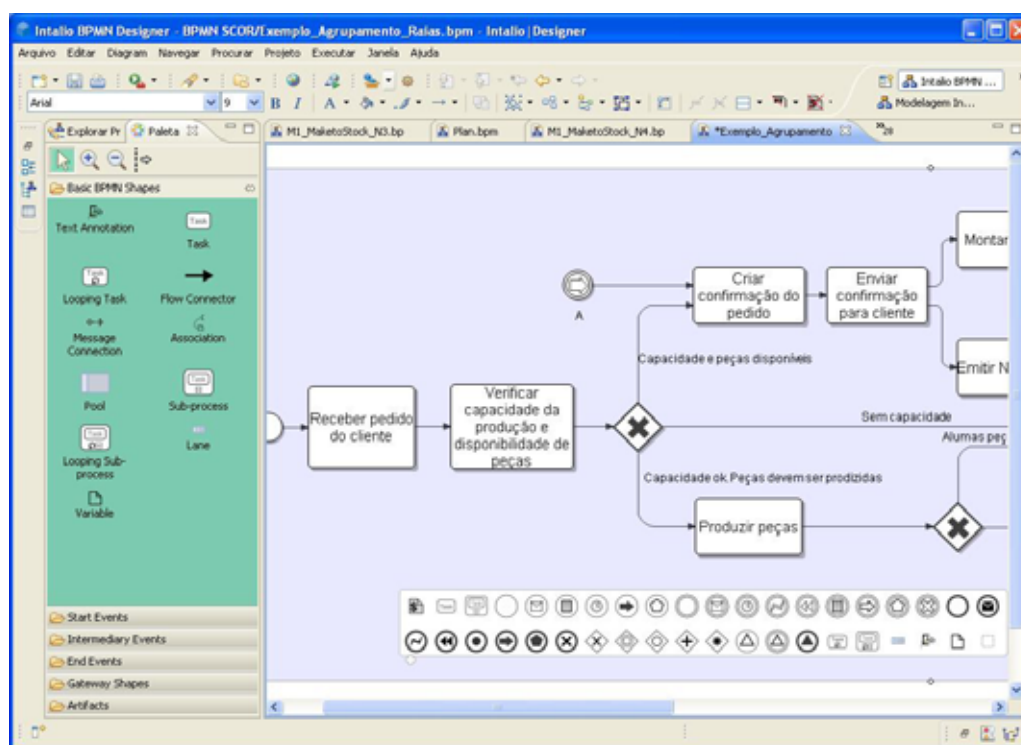 Intalio BPMN Designer - BPMN SCOR/Exemplo_Agrupamento_Raias.bpm - Intalio|Designer
Arquivo Editar Diagram Navegar Procurar Projeto Executar Janela Ajuda
Intalio BPMN ...
Arial 9 B I A
Modelagem In...
Explorar Pr
Paleta
M1_MaketoStock_N3.bp
Plan.bpm
M1_MaketoStock_N4.bp
*Exemplo_Agrupamento
28
Basic BPMN Shapes
Text Annotation
Task
Task
Looping Task
Flow Connector
Message
Connection
Association
Pool
Sub-process
Looping Sub-
process
Lane
Variable
Start Events
Intermediary Events
End Events
Gateway Shapes
Artifacts
A
Criar
confirmação do
pedido
Enviar
confirmação
para cliente
Montar
Emitir N
Capacidade e peças disponíveis
Receber pedido
do cliente
Verificar
capacidade da
produção e
disponibilidade de
peças
Sem capacidade
Alumas peç
Capacidade ok.Peças devem ser prodizidas
Produzir peças